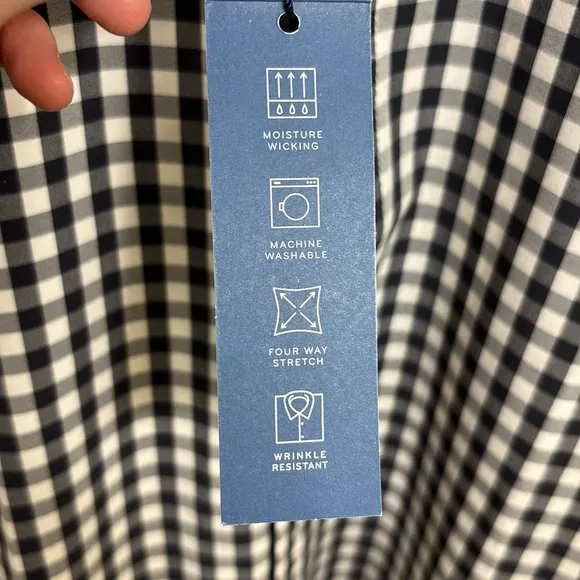 MOISTURE
WICKING
MACHINE
WASHABLE
FOUR WAY
STRETCH
WRINKLE
RESISTANT